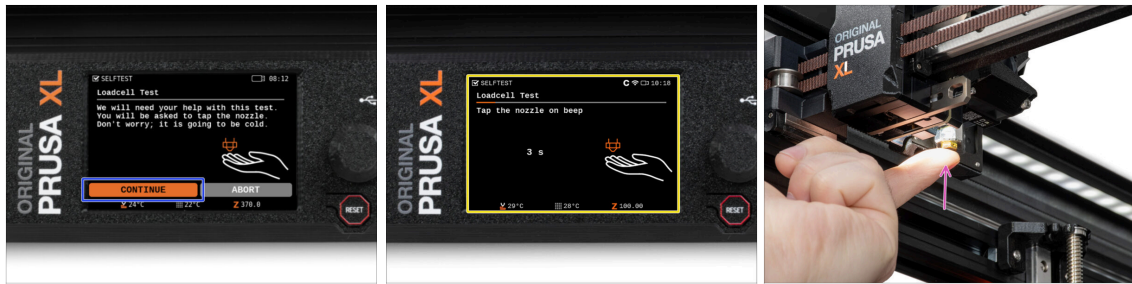 ORIGINAL
PRUSA XL
SELFTEST
08:12
Loadcell Test
We will need your help with this test.
You will be asked to tap the nozzle.
Don't worry; it is going to be cold.
CONTINUE
ABORT
24°C
22°C
Z 370.0
RESET
ORIGINAL
PRUSA XL
SELFTEST
C
10:18
Loadcell Test
Tap the nozzle on beep
3 s
29°C
28°C
Z 100.00
RESET
ORIGINAL
PRUSA
XL